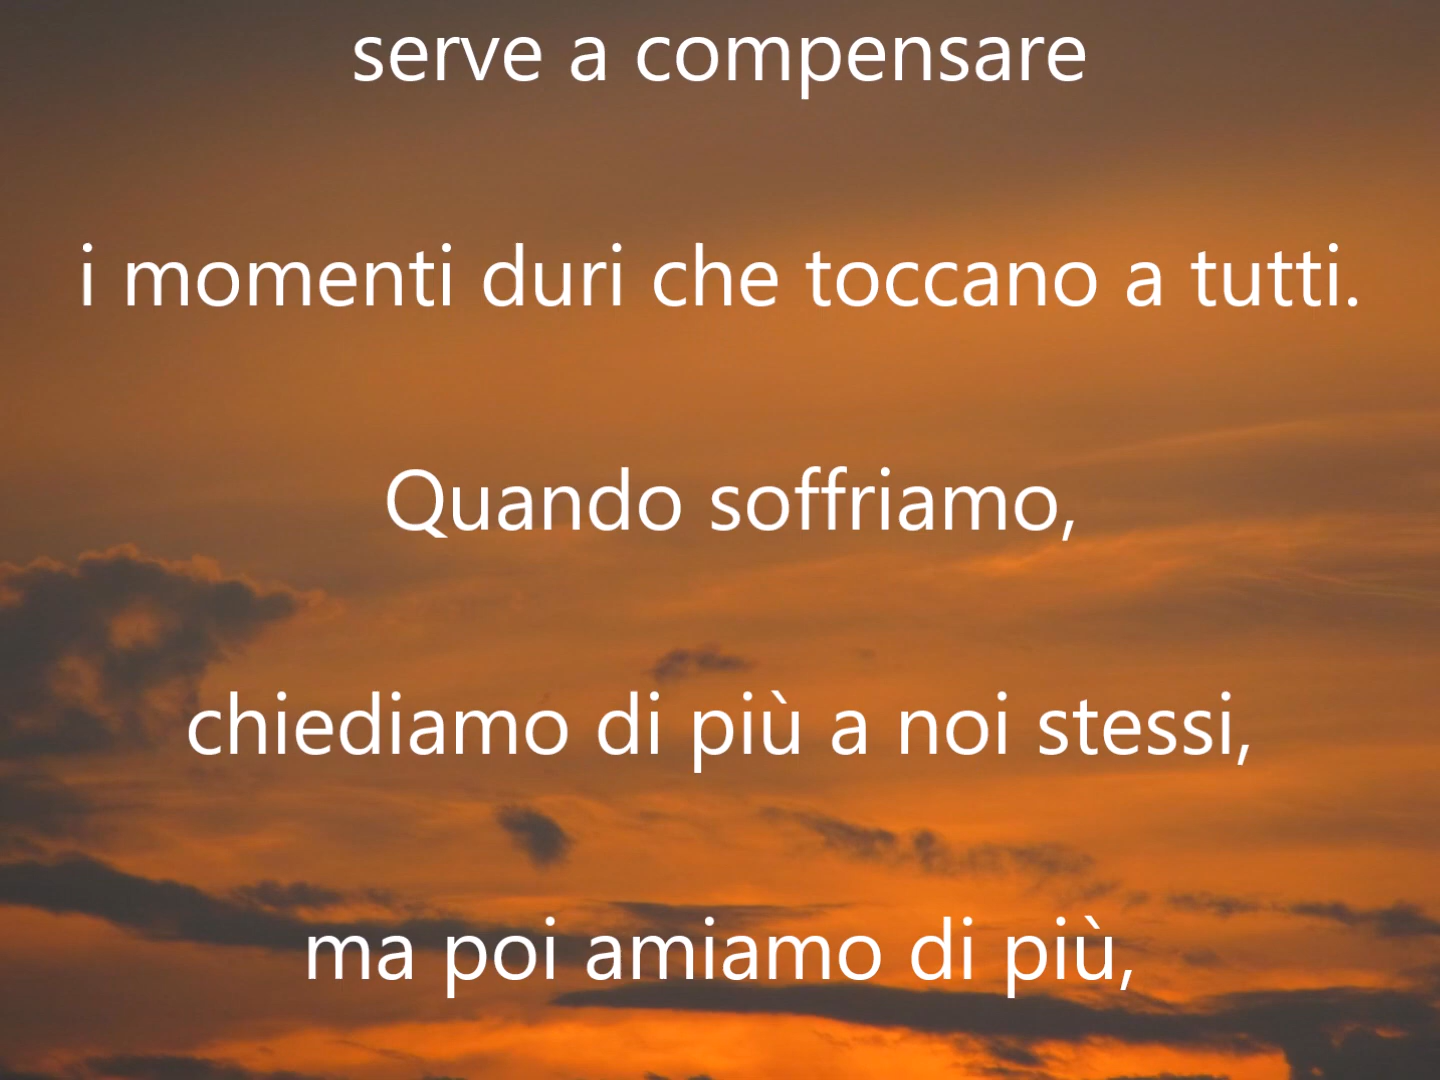 serve a compensare
i momenti duri che toccano a tutti.
Quando soffriamo,
chiediamo di più a noi stessi,
ma poi amiamo di più,